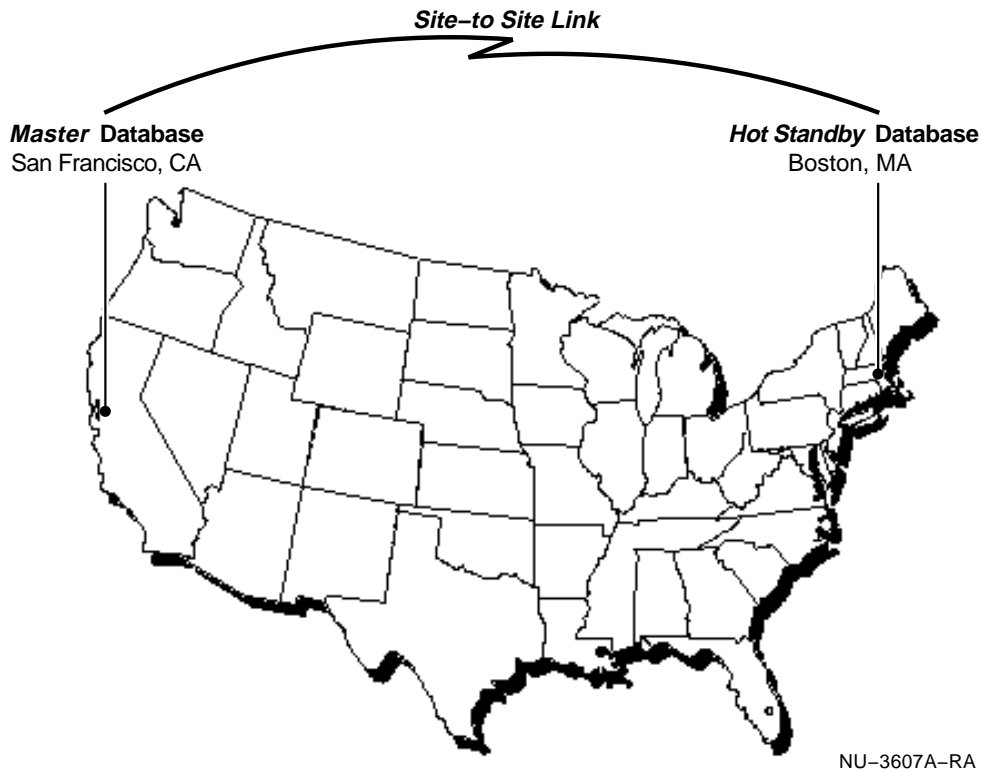 Site–to Site Link
Master Database
San Francisco, CA
Hot Standby Database
Boston, MA
NU–3607A–RA